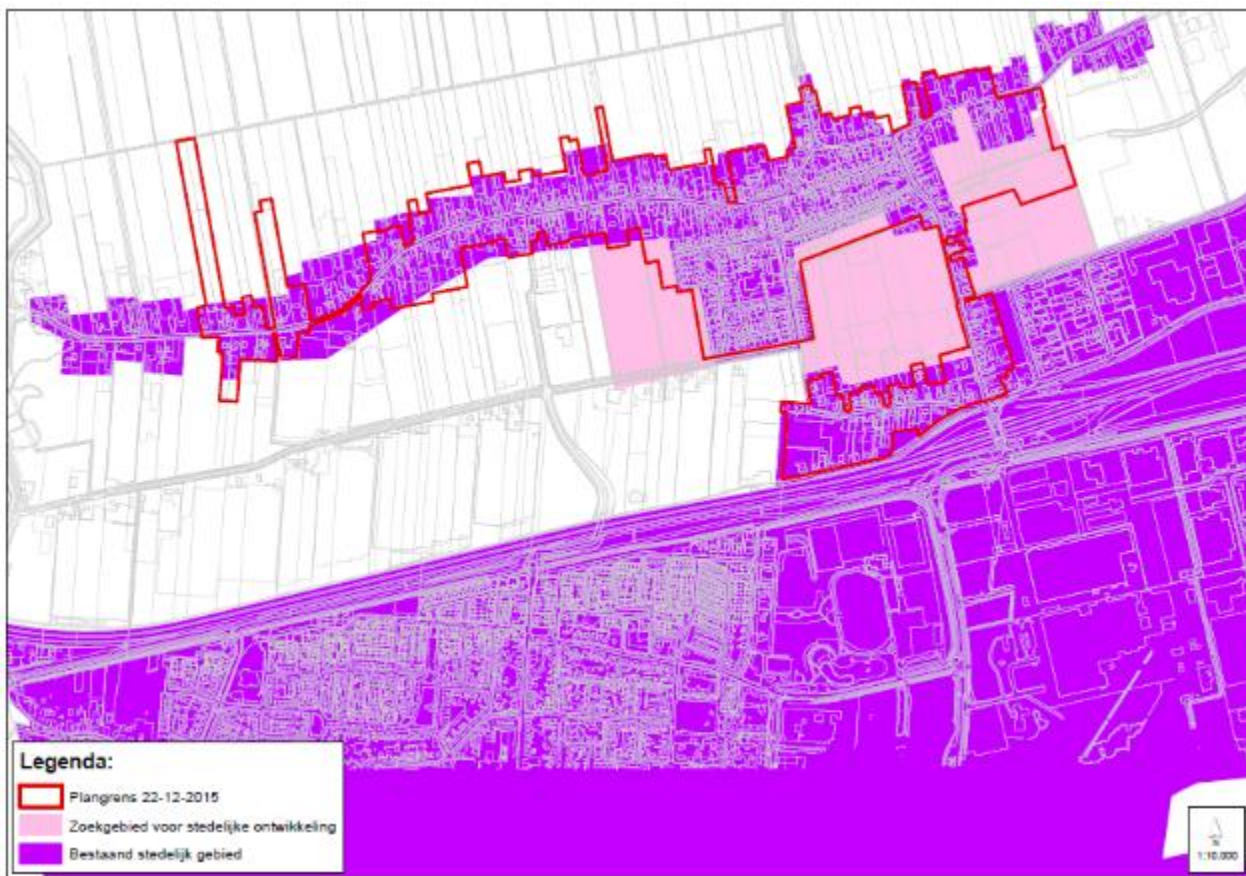 Legenda:
Plangrens 22-12-2015
Zoekgebied voor stedelijke ontwikkeling
Bestaand stedelijk gebied
N
1:10.000